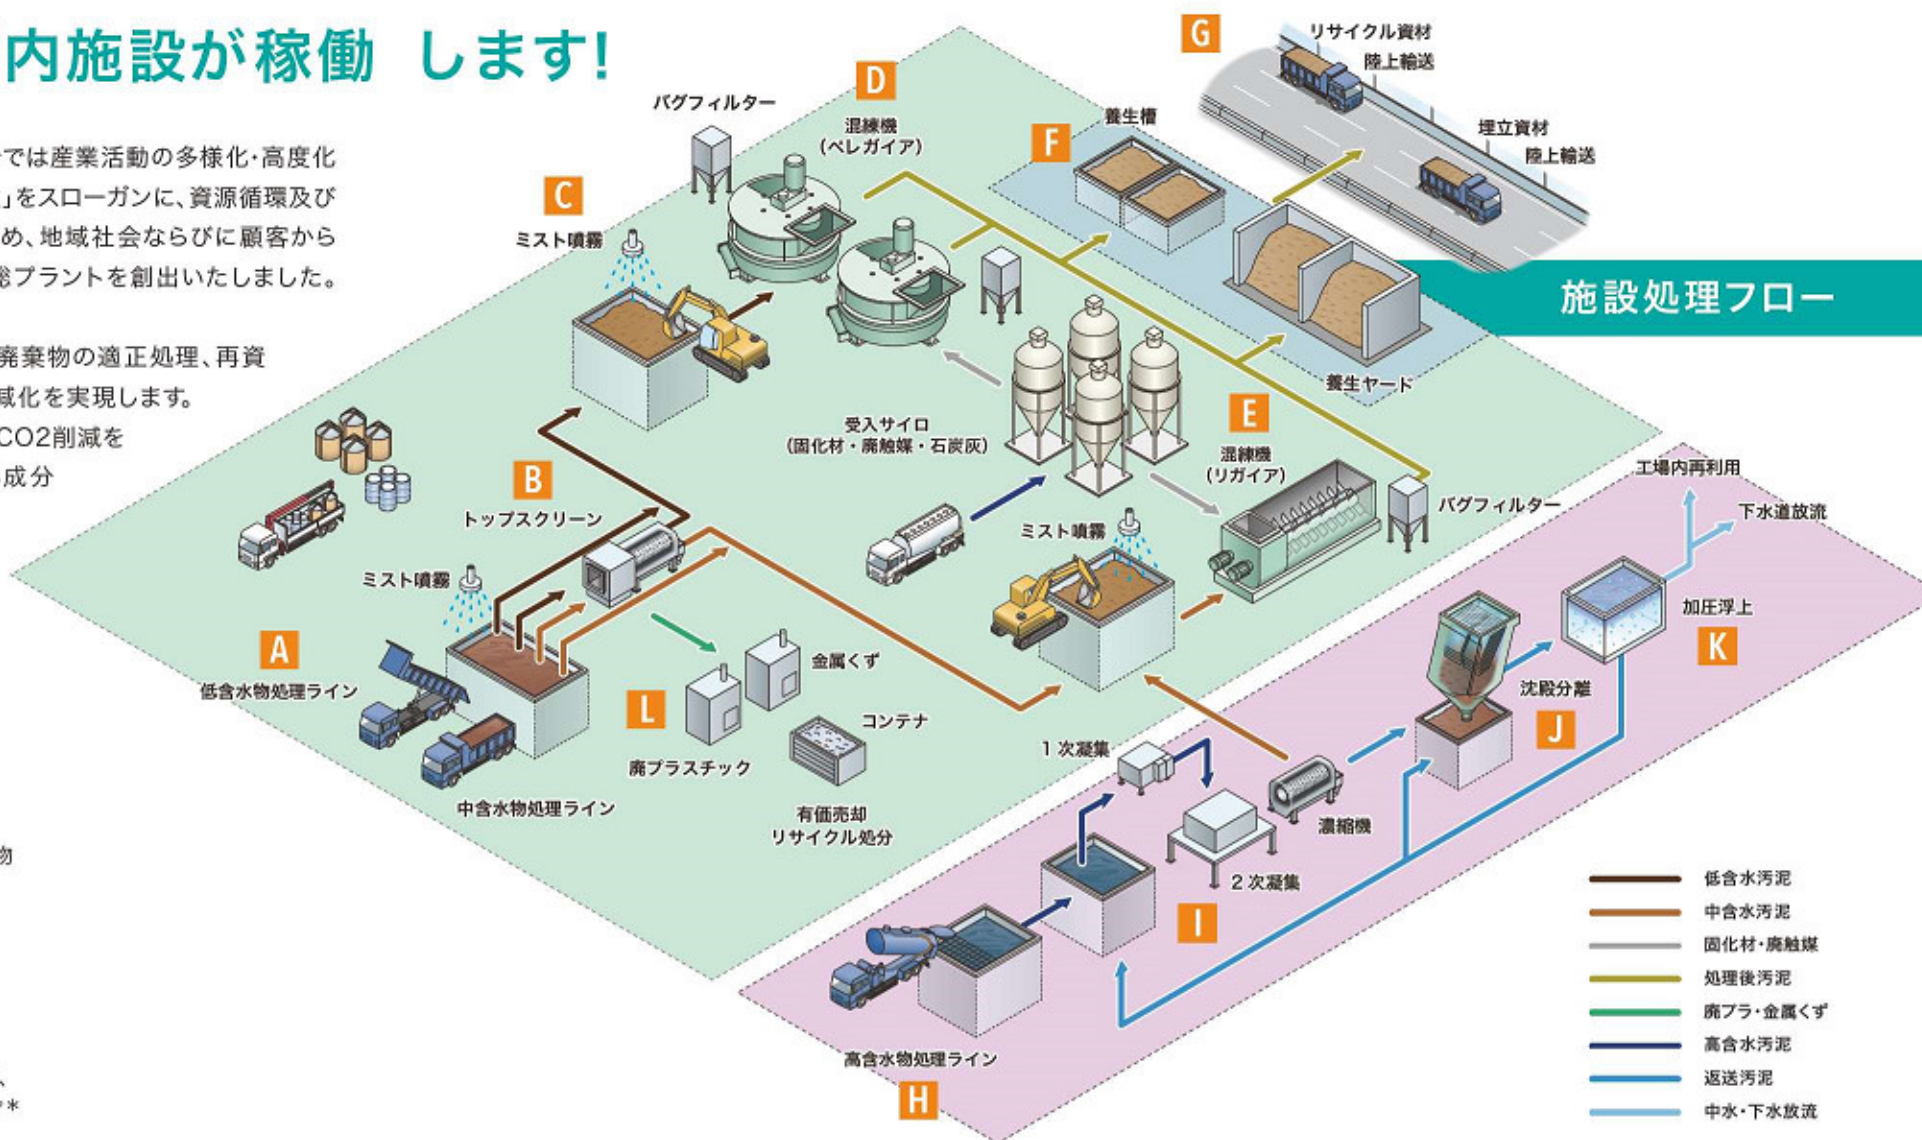 内施設が稼働 します!
では産業活動の多様化・高度化
」をスローガンに、資源循環及び
め、地域社会ならびに顧客から
総プラントを創出いたしました。
廃棄物の適正処理、再資
減化を実現します。
CO2削減を
成分
物
G
リサイクル資材
陸上輸送
埋立資材
陸上輸送
施設処理フロー
D
バグフィルター
混練機
(ペレガイア)
F
養生槽
C
ミスト噴霧
養生ヤード
受入サイロ
(固化材・廃触媒・石炭灰)
E
混練機
(リガイア)
バグフィルター
B
トップスクリーン
ミスト噴霧
ミスト噴霧
A
低含水物処理ライン
中含水物処理ライン
L
金属くず
廃プラスチック
コンテナ
有価売却
リサイクル処分
工場内再利用
下水道放流
加圧浮上
K
沈殿分離
J
1次凝集
濃縮機
2次凝集
I
高含水物処理ライン
H
低含水汚泥
中含水汚泥
固化材・廃触媒
処理後汚泥
廃プラ・金属くず
高含水汚泥
返送汚泥
中水・下水放流